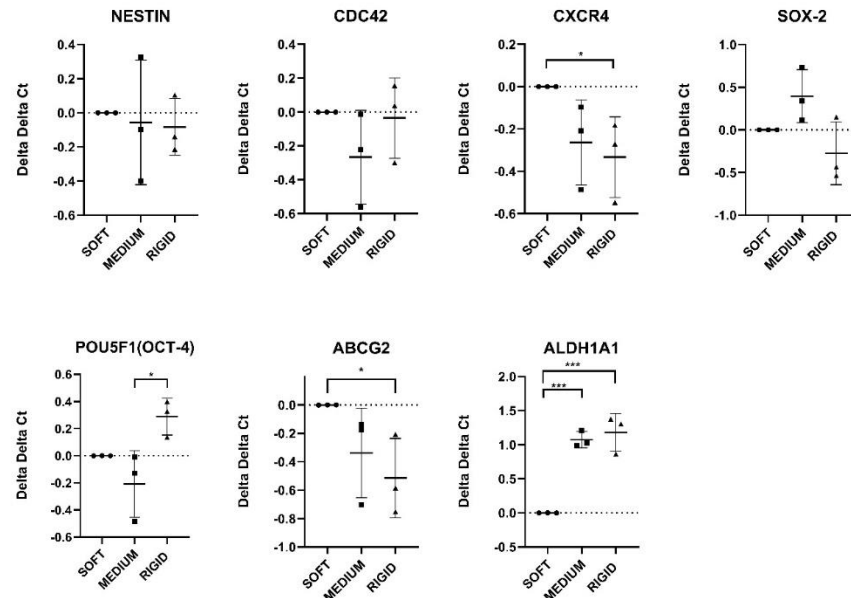 NESTIN
Delta Delta Ct
0.4
0.2
0.0
-0.2
-0.4
-0.6
SOFT
MEDIUM
RIGID
CDC42
Delta Delta Ct
0.4
0.2
0.0
-0.2
-0.4
-0.6
SOFT
MEDIUM
RIGID
CXCR4
Delta Delta Ct
0.2
0.0
-0.2
-0.4
-0.6
*
SOFT
MEDIUM
RIGID
SOX-2
Delta Delta Ct
1.0
0.5
0.0
-0.5
-1.0
SOFT
MEDIUM
RIGID
POU5F1(OCT-4)
Delta Delta Ct
0.6
0.4
0.2
0.0
-0.2
-0.4
-0.6
*
SOFT
MEDIUM
RIGID
ABCG2
Delta Delta Ct
0.0
-0.2
-0.4
-0.6
-0.8
-1.0
*
SOFT
MEDIUM
RIGID
ALDH1A1
Delta Delta Ct
2.0
1.5
1.0
0.5
0.0
-0.5
***
***
SOFT
MEDIUM
RIGID